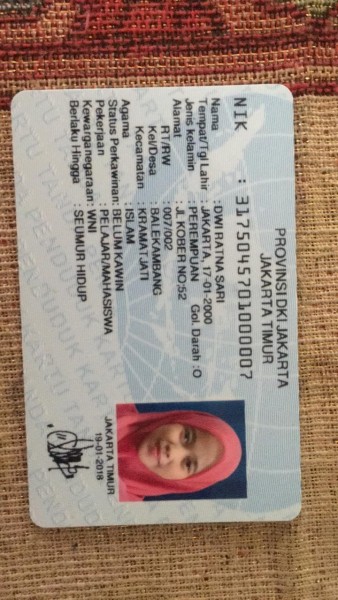 PROVINSI DKI JAKARTA
JAKARTA TIMUR
NIK : 3175045701000007
Nama : DWI RATNA SARI
Tempat/Tgl Lahir : JAKARTA, 17-01-2000
Jenis kelamin : PEREMPUAN Gol. Darah :O
Alamat : JL KOBER NO:52
RT/RW : 007/002
Kel/Desa : BALEKAMBANG
Kecamatan : KRAMATJATI
Agama : ISLAM
Status Perkawinan: BELUM KAWIN
Pekerjaan : PELAJAR/MAHASISWA
Kewarganegaraan: WNI
Berlaku Hingga : SEUMUR HIDUP
JAKARTA TIMUR
19-01-2018